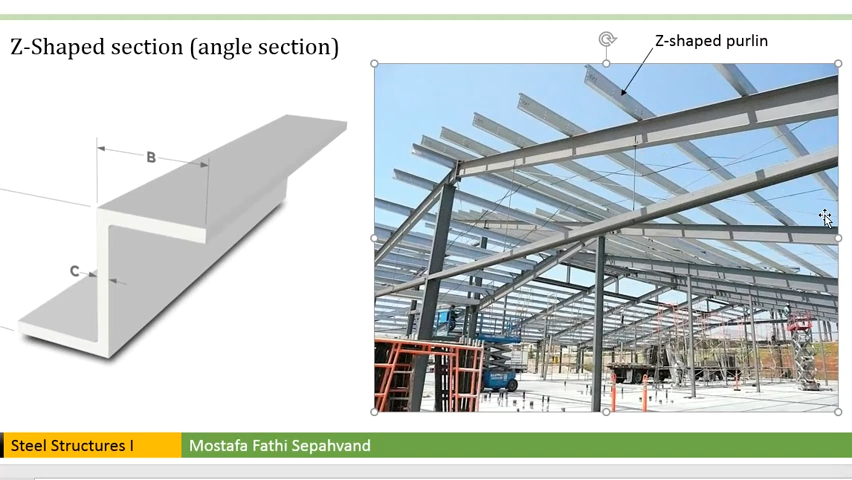 Z-Shaped section (angle section)
Z-shaped purlin
B
C
Steel Structures I
Mostafa Fathi Sepahvand